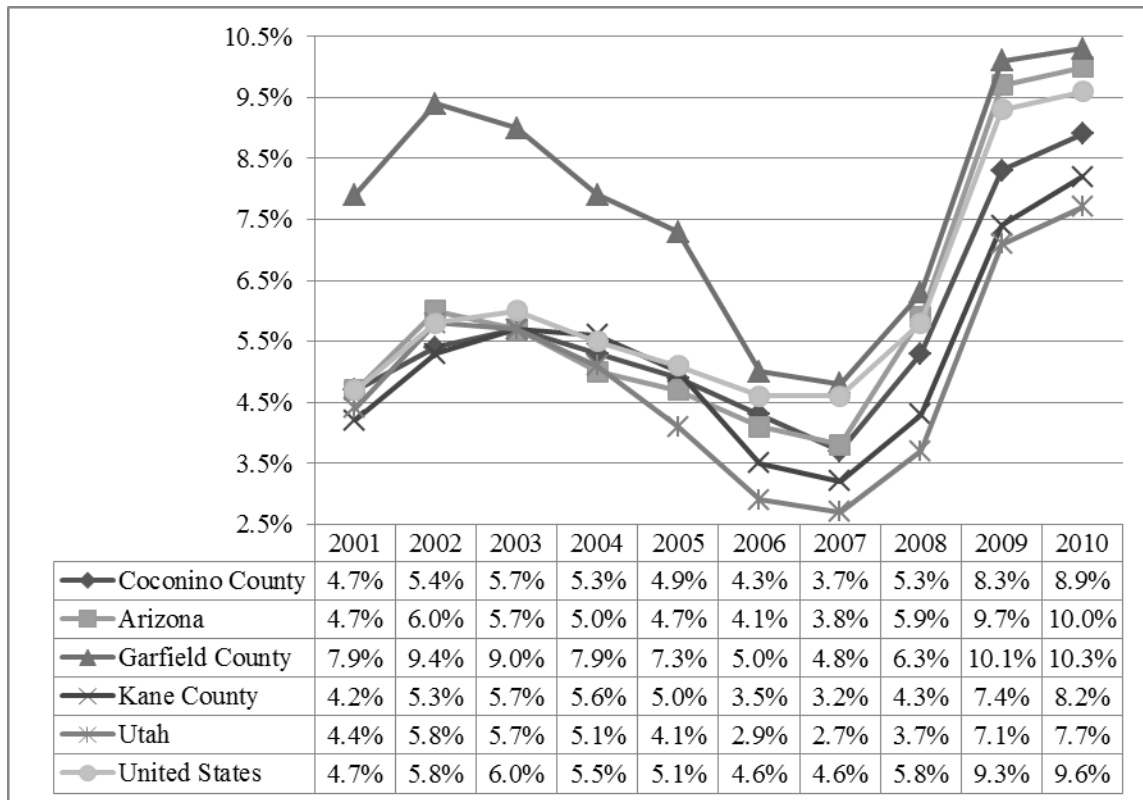 10.5%
9.5%
8.5%
7.5%
6.5%
5.5%
4.5%
3.5%
2.5%
2001 2002 2003 2004 2005 2006 2007 2008 2009 2010
Coconino County 4.7% 5.4% 5.7% 5.3% 4.9% 4.3% 3.7% 5.3% 8.3% 8.9%
Arizona 4.7% 6.0% 5.7% 5.0% 4.7% 4.1% 3.8% 5.9% 9.7% 10.0%
Garfield County 7.9% 9.4% 9.0% 7.9% 7.3% 5.0% 4.8% 6.3% 10.1% 10.3%
Kane County 4.2% 5.3% 5.7% 5.6% 5.0% 3.5% 3.2% 4.3% 7.4% 8.2%
Utah 4.4% 5.8% 5.7% 5.1% 4.1% 2.9% 2.7% 3.7% 7.1% 7.7%
United States 4.7% 5.8% 6.0% 5.5% 5.1% 4.6% 4.6% 5.8% 9.3% 9.6%